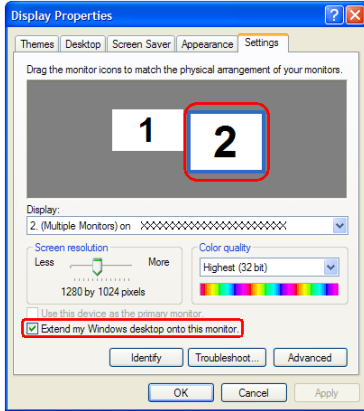 Display Properties
Themes Desktop Screen Saver Appearance Settings
Drag the monitor icons to match the physical arrangement of your monitors.
1 2
Display:
2. (Multiple Monitors) on XXXXXXXXXXXXXXXXXXXXXXX
Screen resolution Color quality
Less More Highest (32 bit)
1280 by 1024 pixels
Use this device as the primary monitor.
Extend my Windows desktop onto this monitor.
Identify Troubleshoot... Advanced
OK Cancel Apply